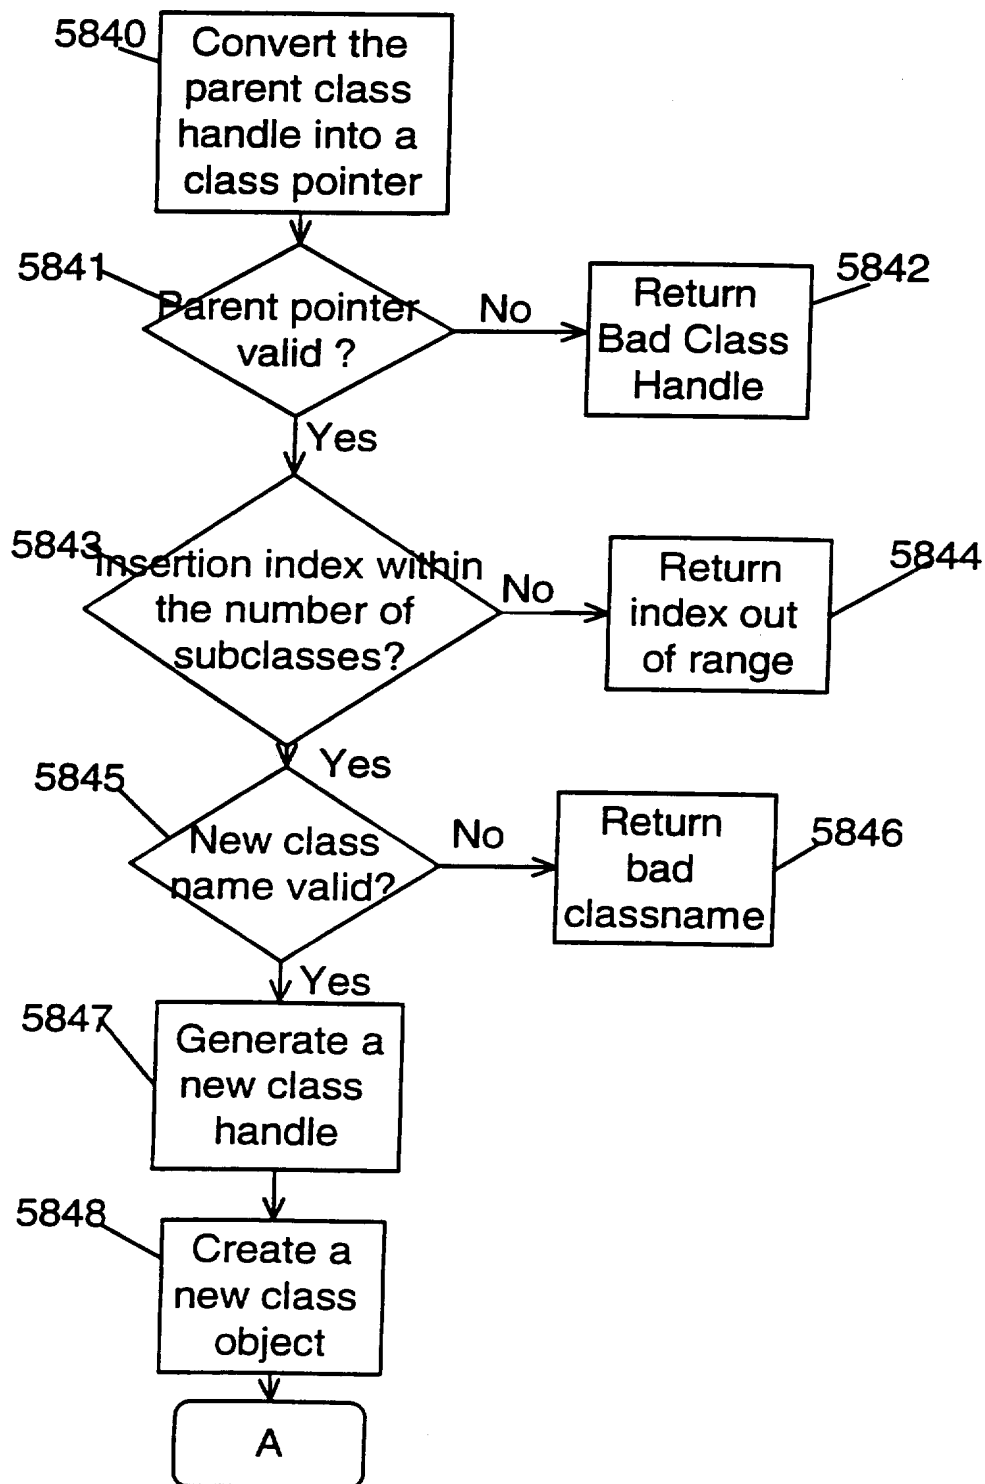 5840
Convert the
parent class
handle into a
class pointer
5841
Parent pointer
valid ?
No
5842
Return
Bad Class
Handle
Yes
5843
Insertion index within
the number of
subclasses?
No
5844
Return
index out
of range
Yes
5845
New class
name valid?
No
5846
Return
bad
classname
Yes
5847
Generate a
new class
handle
5848
Create a
new class
object
A